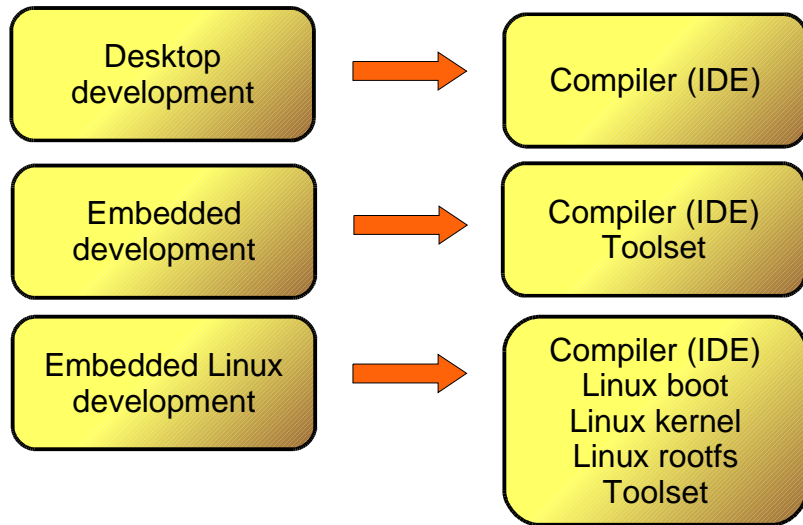 Desktop
development
Compiler (IDE)
Embedded
development
Compiler (IDE)
Toolset
Embedded Linux
development
Compiler (IDE)
Linux boot
Linux kernel
Linux rootfs
Toolset